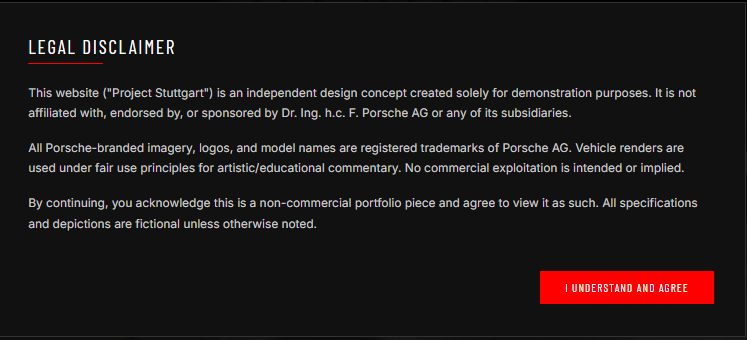 LEGAL DISCLAIMER
This website ("Project Stuttgart") is an independent design concept created solely for demonstration purposes. It is not
affiliated with, endorsed by, or sponsored by Dr. Ing. h.c. F. Porsche AG or any of its subsidiaries.
All Porsche-branded imagery, logos, and model names are registered trademarks of Porsche AG. Vehicle renders are
used under fair use principles for artistic/educational commentary. No commercial exploitation is intended or implied.
By continuing, you acknowledge this is a non-commercial portfolio piece and agree to view it as such. All specifications
and depictions are fictional unless otherwise noted.
I UNDERSTAND AND AGREE